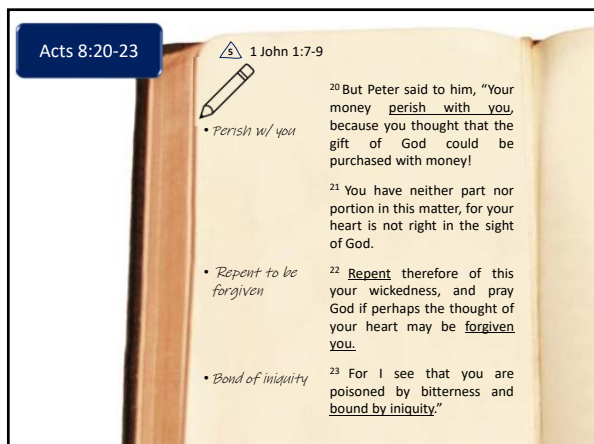 Acts 8:20-23
5 1 John 1:7-9
• Perish w/ you
20 But Peter said to him, “Your
money perish with you,
because you thought that the
gift of God could be
purchased with money!
21 You have neither part nor
portion in this matter, for your
heart is not right in the sight
of God.
• Repent to be
forgiven
22 Repent therefore of this
your wickedness, and pray
God if perhaps the thought of
your heart may be forgiven
you.
• Bond of iniquity
23 For I see that you are
poisoned by bitterness and
bound by iniquity.”